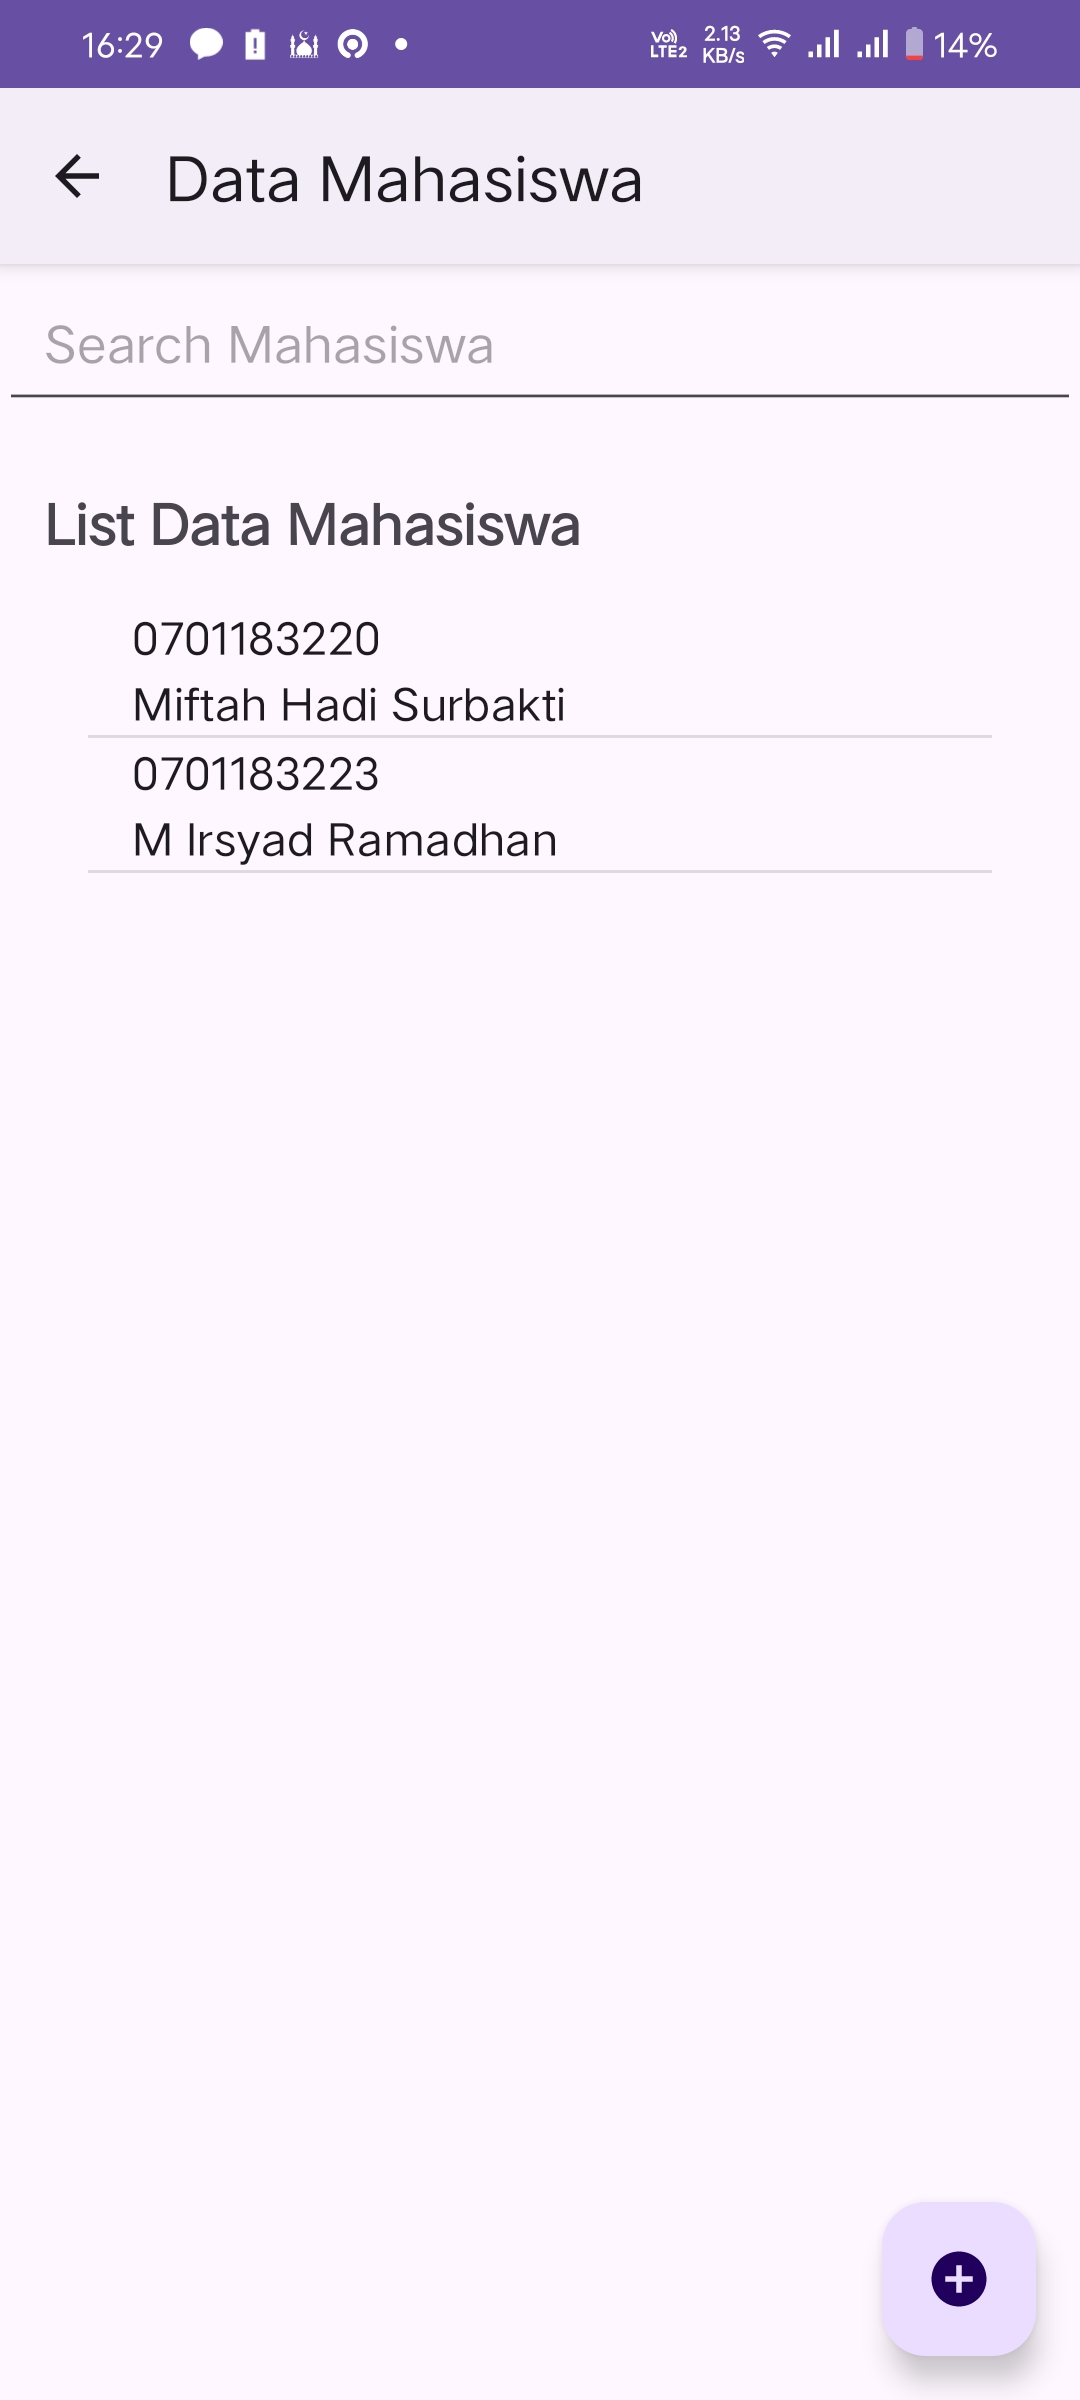 16:29
Vo)) LTE2
2.13 KB/s
14%
Data Mahasiswa
Search Mahasiswa
List Data Mahasiswa
0701183220
Miftah Hadi Surbakti
0701183223
M Irsyad Ramadhan